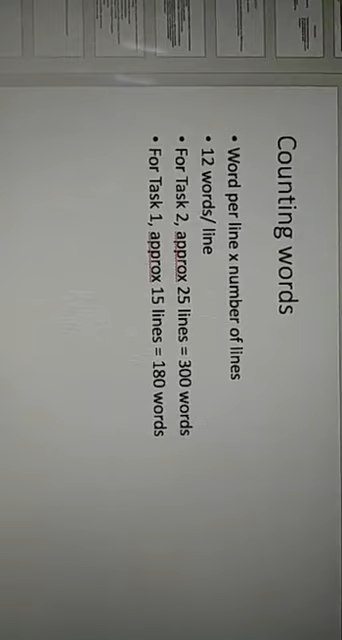 Counting words
• Word per line x number of lines
• 12 words/ line
• For Task 2, approx 25 lines = 300 words
• For Task 1, approx 15 lines = 180 words